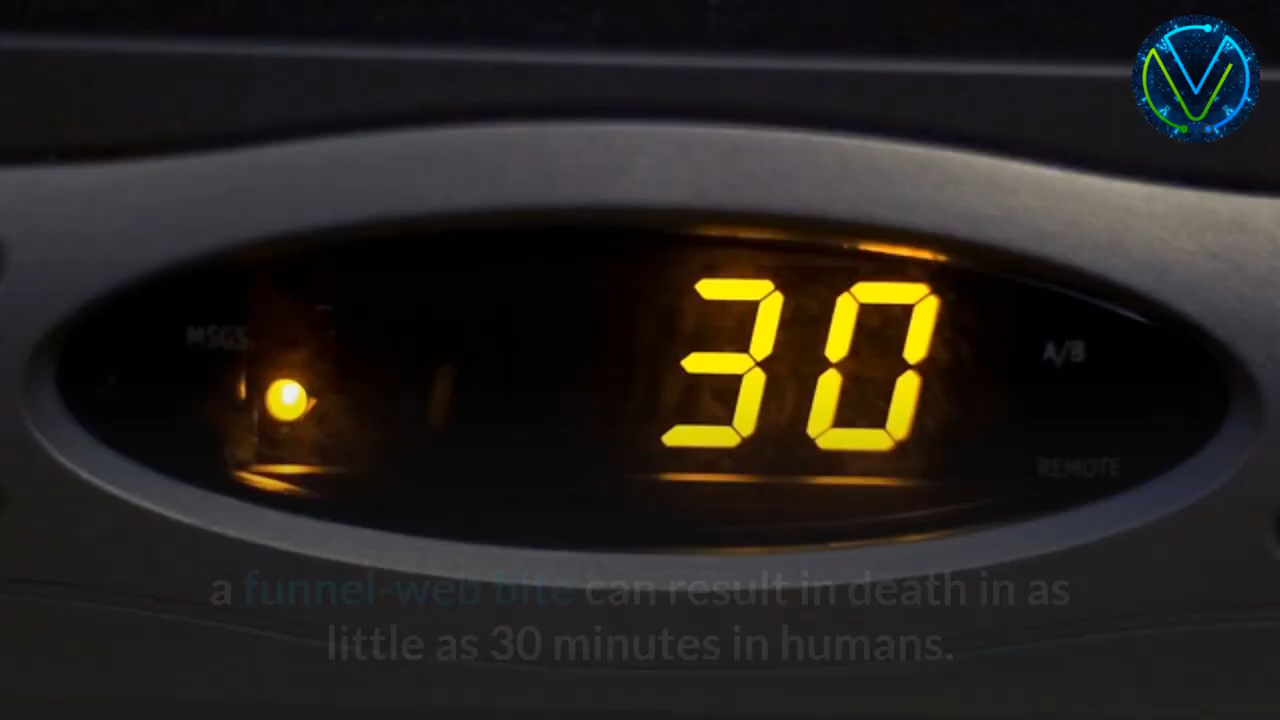 MSGS.
30
A/B
REMOTE
a funnel-web bite can result in death in as
little as 30 minutes in humans.